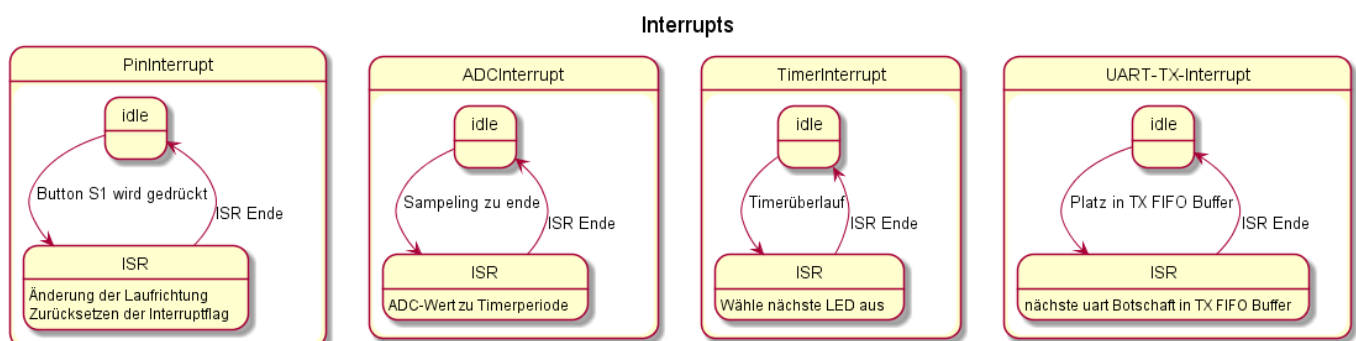 Interrupts
PinInterrupt
idle
Button S1 wird gedrückt
ISR Ende
ISR
Änderung der Laufrichtung
Zurücksetzen der Interruptflag
ADCInterrupt
idle
Sampeling zu ende
ISR Ende
ISR
ADC-Wert zu Timerperiode
TimerInterrupt
idle
Timerüberlauf
ISR Ende
ISR
Wähle nächste LED aus
UART-TX-Interrupt
idle
Platz in TX FIFO Buffer
ISR Ende
ISR
nächste uart Botschaft in TX FIFO Buffer